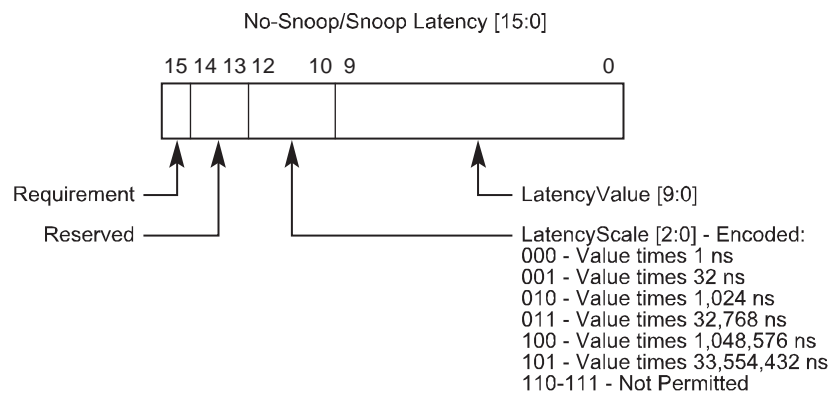 No-Snoop/Snoop Latency [15:0]
15 14 13 12 10 9 0
Requirement
LatencyValue [9:0]
Reserved
LatencyScale [2:0] - Encoded:
000 - Value times 1 ns
001 - Value times 32 ns
010 - Value times 1,024 ns
011 - Value times 32,768 ns
100 - Value times 1,048,576 ns
101 - Value times 33,554,432 ns
110-111 - Not Permitted